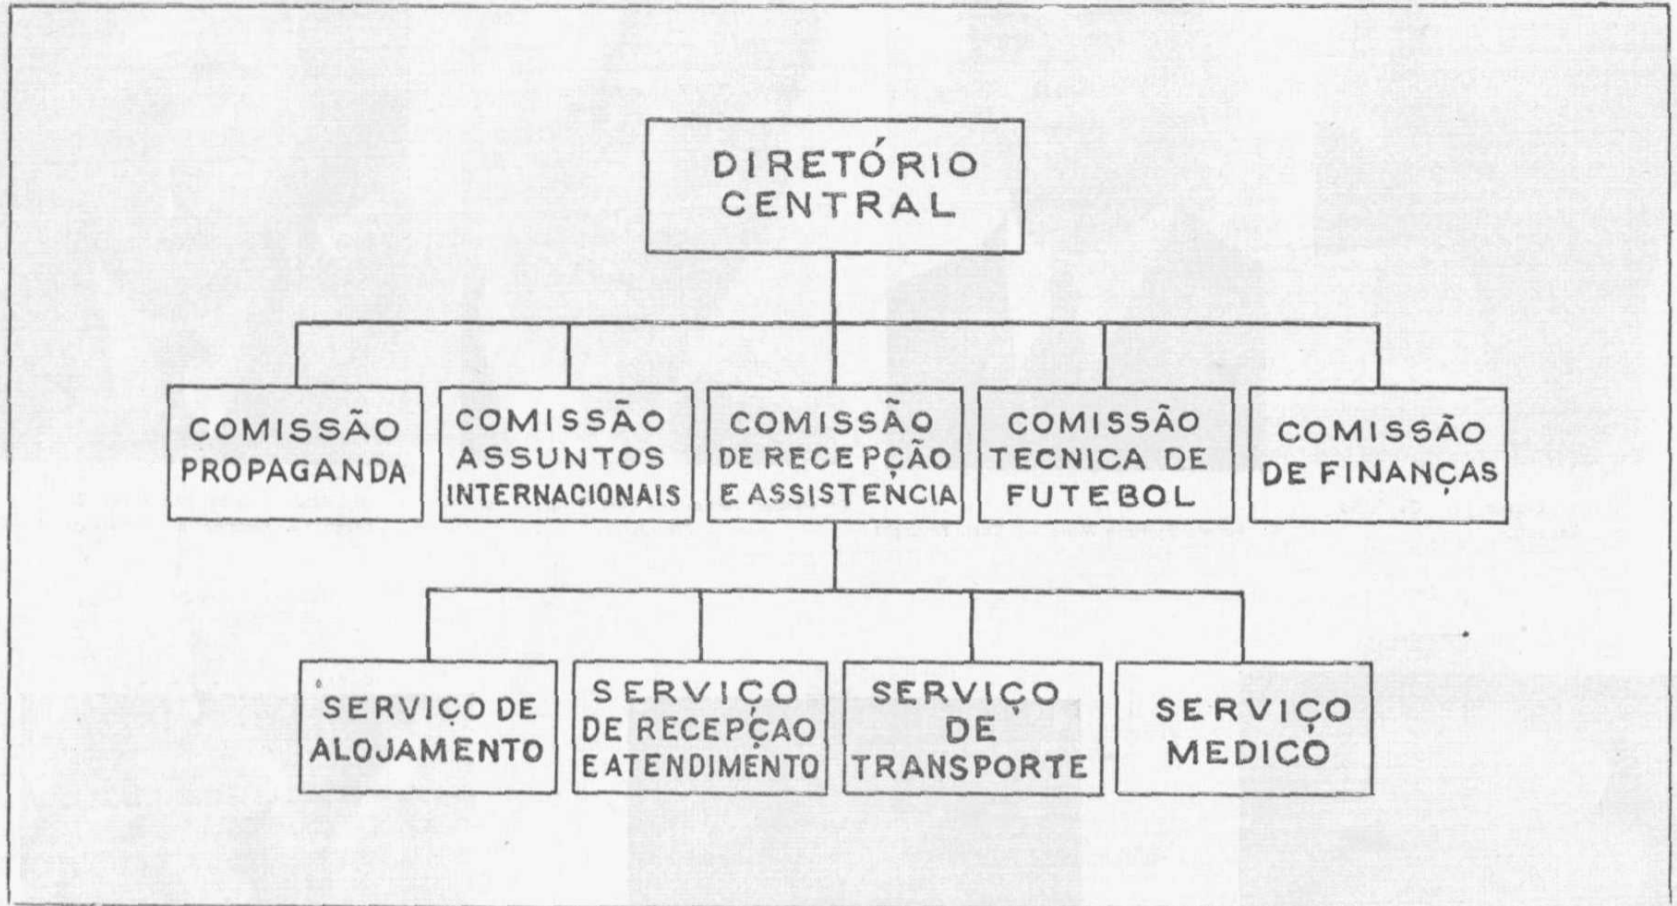 DIRETÓRIO
CENTRAL
COMISSÃO
PROPAGANDA
COMISSÃO
ASSUNTOS
INTERNACIONAIS
COMISSÃO
DE RECEPÇÃO
E ASSISTENCIA
COMISSÃO
TECNICA DE
FUTEBOL
COMISSÃO
DE FINANÇAS
SERVIÇO DE
ALOJAMENTO
SERVIÇO
DE RECEPÇAO
E ATENDIMENTO
SERVIÇO
DE
TRANSPORTE
SERVIÇO
MEDICO